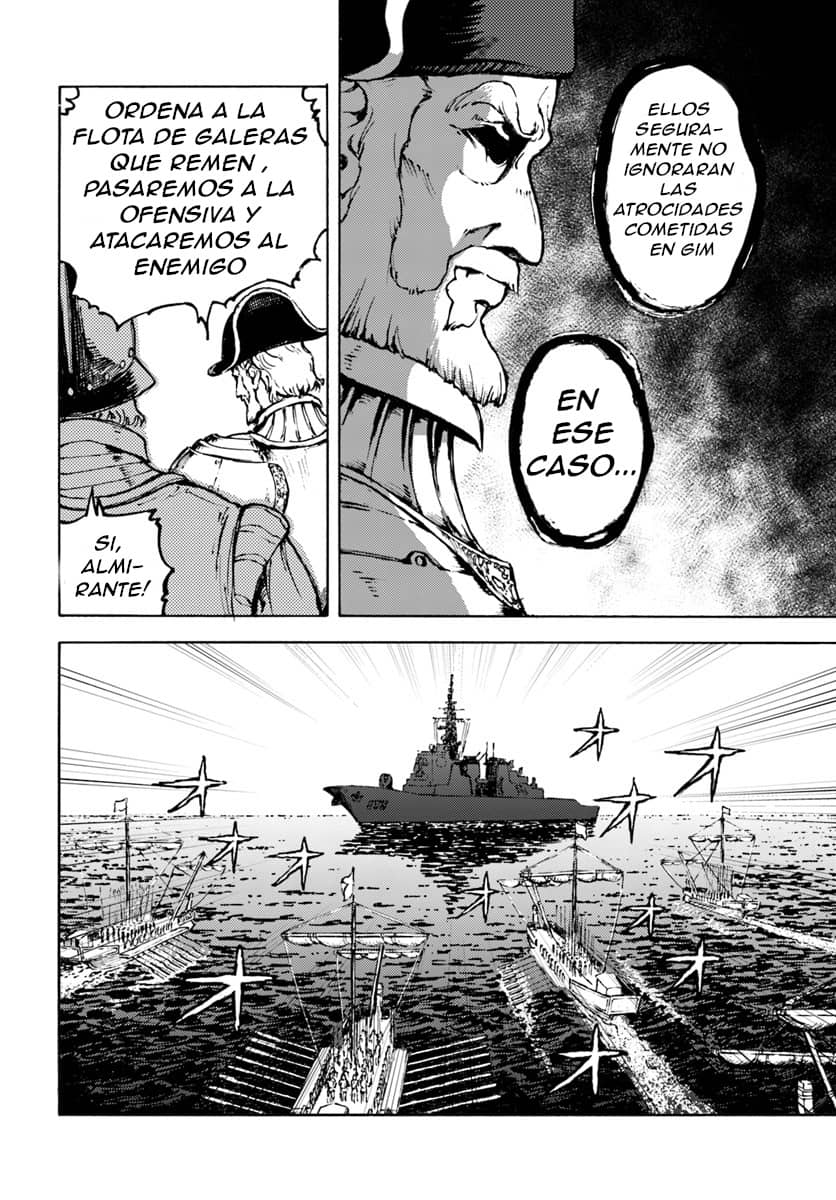 ELLOS
SEGURA-
MENTE NO
IGNORARAN
LAS
ATROCIDADES
COMETIDAS
EN GIM
EN
ESE
CASO...
ORDENA A LA
FLOTA DE GALERAS
QUE REMEN ,
PASAREMOS A LA
OFENSIVA Y
ATACAREMOS AL
ENEMIGO
SI,
ALMI-
RANTE!